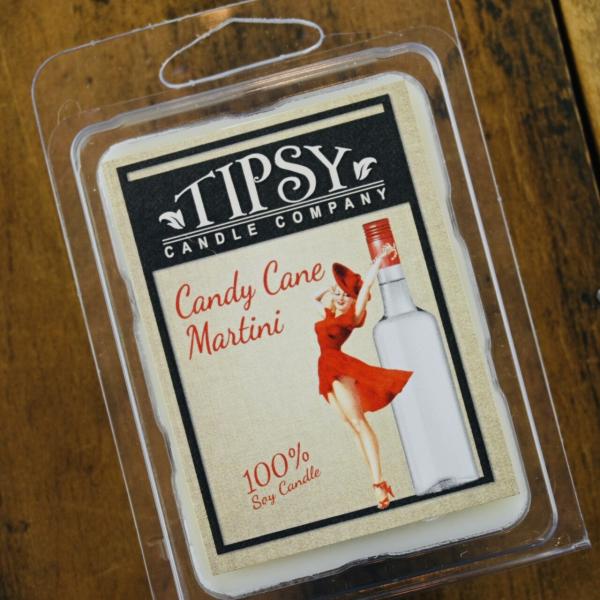 TIPSY
CANDLE COMPANY
Candy Cane
Martini
100%
Soy Candle